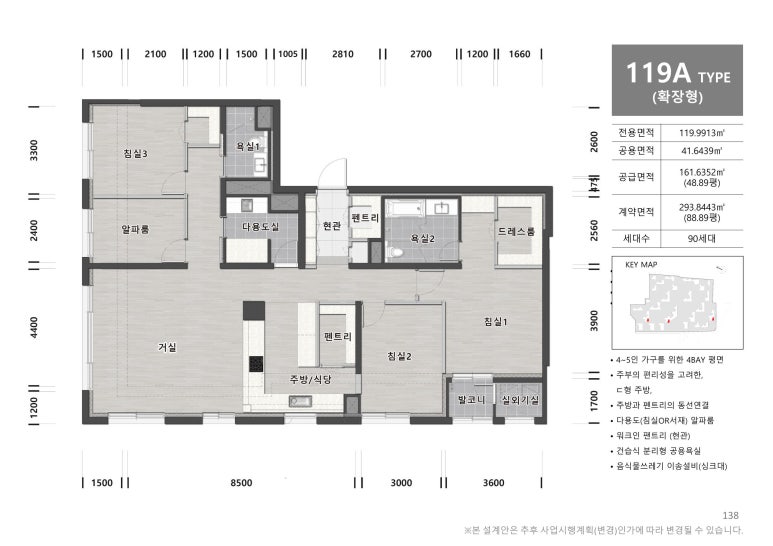 1500 2100 1200 1500 1005 2810 2700 1200 1660
119A TYPE
(확장형)
전용면적 119.9913㎡
공용면적 41.6439㎡
공급면적 161.6352㎡
(48.89평)
계약면적 293.8443㎡
(88.89평)
세대수 90세대
KEY MAP
• 4~5인 가구를 위한 4BAY 평면
• 주부의 편리성을 고려한,
ㄷ형 주방,
• 주방과 펜트리의 동선연결
• 다용도(침실OR서재) 알파룸
• 워크인 펜트리 (현관)
• 건습식 분리형 공용욕실
• 음식물쓰레기 이송설비(싱크대)
3300
2400
4400
1200
2600
475
2560
3900
1700
침실3
욕실1
알파룸
다용도실
현관
펜트리
욕실2
드레스룸
거실
펜트리
주방/식당
침실2
침실1
발코니
실외기실
1500 8500 3000 3600
138
※본 설계안은 추후 사업시행계획(변경)인가에 따라 변경될 수 있습니다.